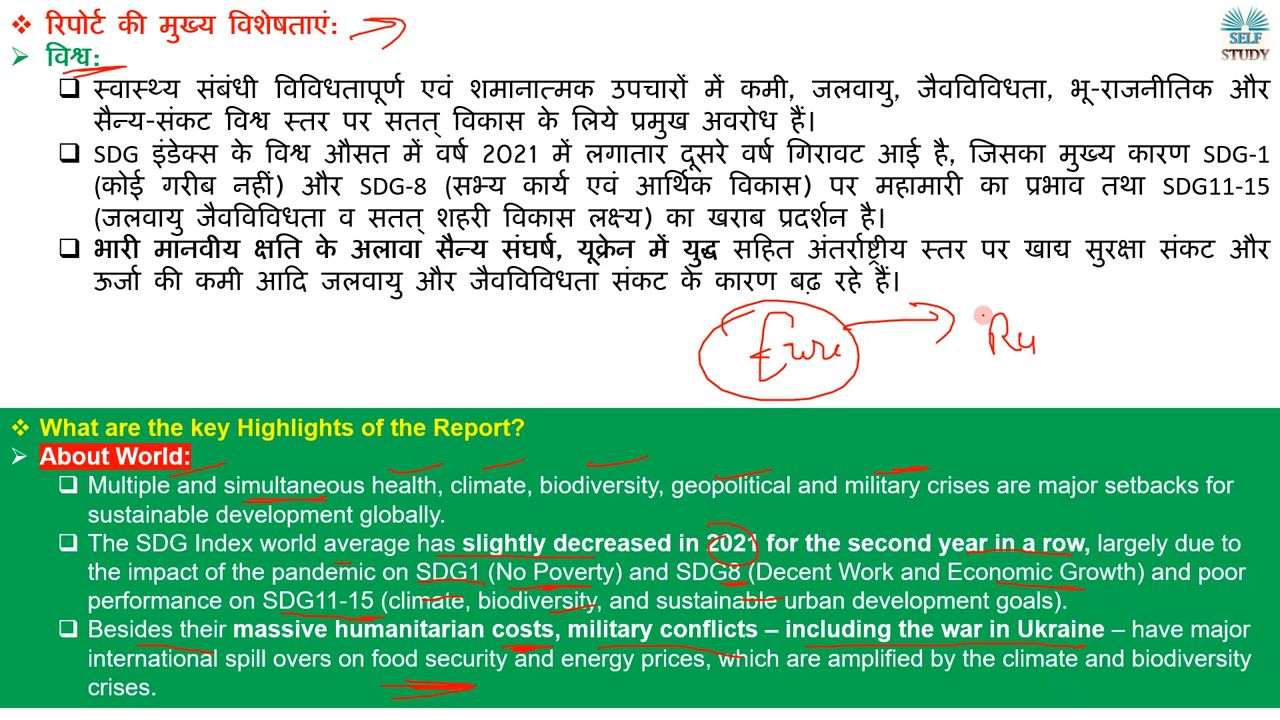 रिपोर्ट की मुख्य विशेषताएं:
SELF
STUDY
विश्व:
स्वास्थ्य संबंधी विविधतापूर्ण एवं शमानात्मक उपचारों में कमी, जलवायु, जैवविविधता, भू-राजनीतिक और
सैन्य-संकट विश्व स्तर पर सतत् विकास के लिये प्रमुख अवरोध हैं।
SDG इंडेक्स के विश्व औसत में वर्ष 2021 में लगातार दूसरे वर्ष गिरावट आई है, जिसका मुख्य कारण SDG-1
(कोई गरीब नहीं) और SDG-8 (सभ्य कार्य एवं आर्थिक विकास) पर महामारी का प्रभाव तथा SDG11-15
(जलवायु जैवविविधता व सतत् शहरी विकास लक्ष्य) का खराब प्रदर्शन है।
भारी मानवीय क्षति के अलावा सैन्य संघर्ष, यूक्रेन में युद्ध सहित अंतर्राष्ट्रीय स्तर पर खाद्य सुरक्षा संकट और
ऊर्जा की कमी आदि जलवायु और जैवविविधता संकट के कारण बढ़ रहे हैं।
Ru
What are the key Highlights of the Report?
About World:
Multiple and simultaneous health, climate, biodiversity, geopolitical and military crises are major setbacks for
sustainable development globally.
The SDG Index world average has slightly decreased in 2021 for the second year in a row, largely due to
the impact of the pandemic on SDG1 (No Poverty) and SDG8 (Decent Work and Economic Growth) and poor
performance on SDG11-15 (climate, biodiversity, and sustainable urban development goals).
Besides their massive humanitarian costs, military conflicts – including the war in Ukraine – have major
international spill overs on food security and energy prices, which are amplified by the climate and biodiversity
crises.